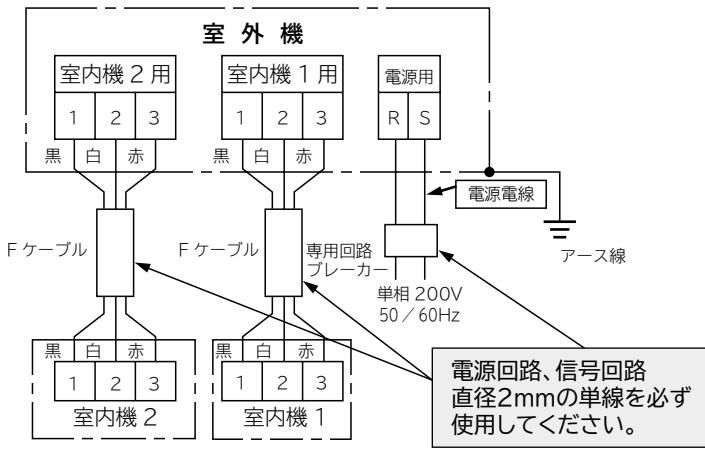 室 外 機
室内機 2 用
1 2 3
黒 白 赤
室内機 1 用
1 2 3
黒 白 赤
電源用
R S
電源電線
アース線
F ケーブル
F ケーブル
専用回路
ブレーカー
単相 200V
50／60Hz
黒 白 赤
1 2 3
室内機 2
黒 白 赤
1 2 3
室内機 1
電源回路、信号回路
直径2mmの単線を必ず
使用してください。